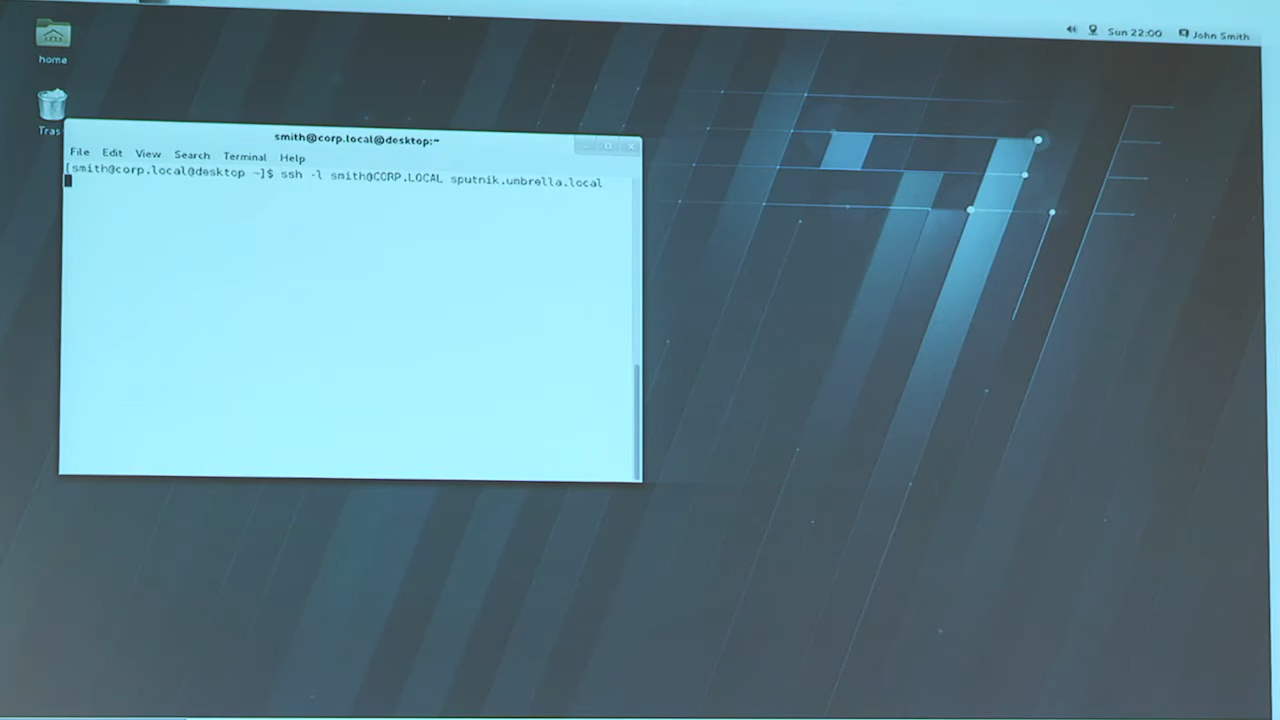 Sun 22:00 John Smith
home
Tras
smith@corp.local@desktop:~
File Edit View Search Terminal Help
[smith@corp.local@desktop ~]$ ssh -l smith@CORP.LOCAL sputnik.umbrella.local